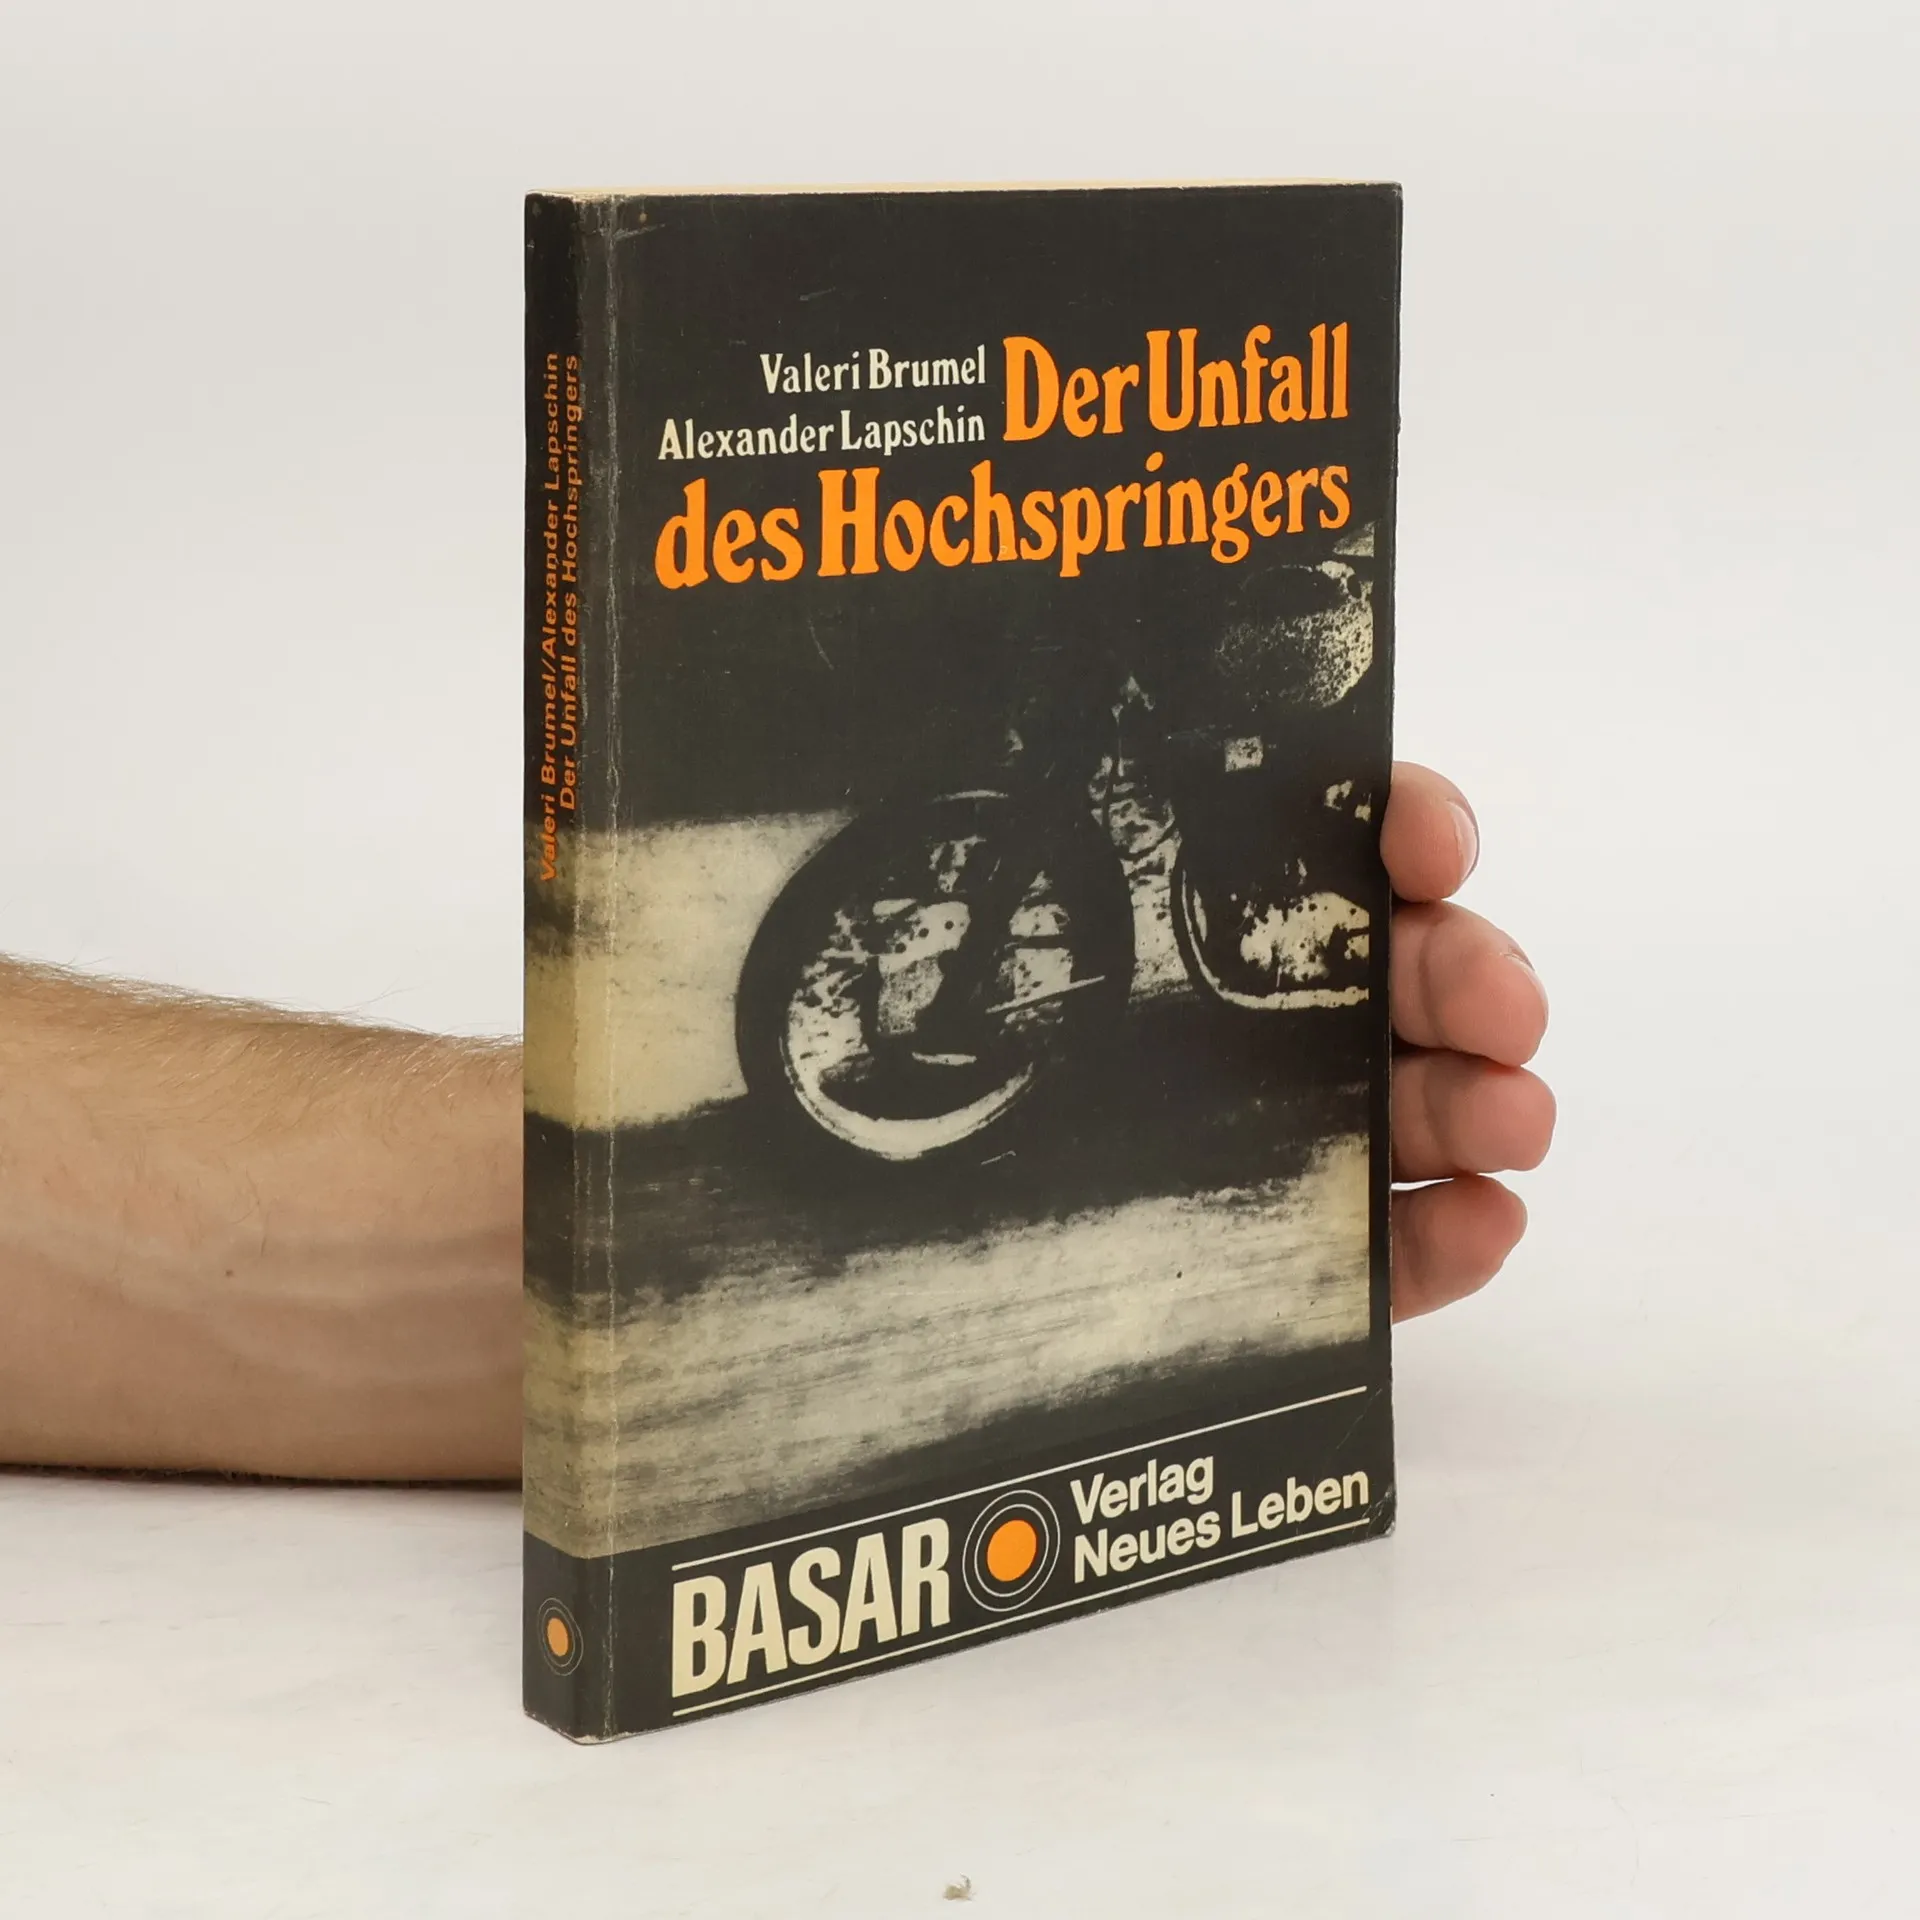 Valeri Brumel
Alexander Lapschin
Der Unfall
des Hochspringers
Valeri Brumel/Alexander Lapschin
Der Unfall des Hochspringers
BASAR
Verlag
Neues Leben